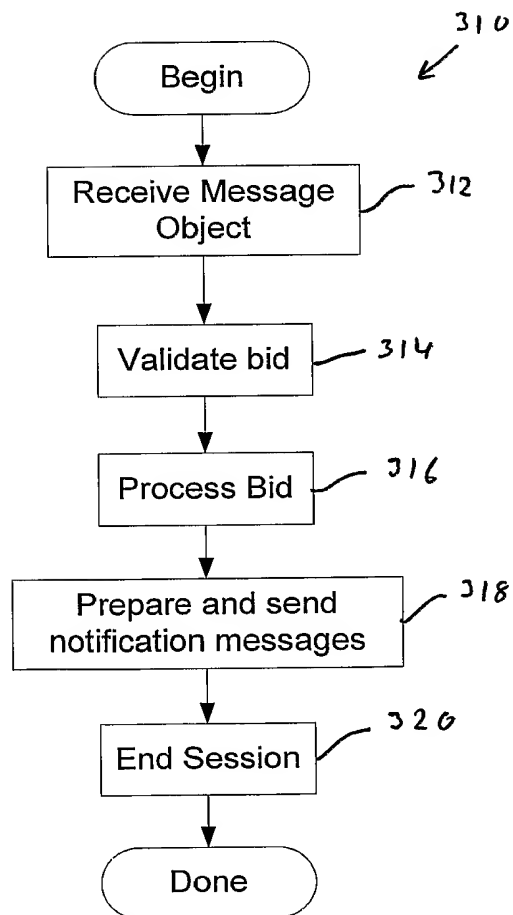 310
Begin
Receive Message
Object
312
Validate bid
314
Process Bid
316
Prepare and send
notification messages
318
End Session
320
Done